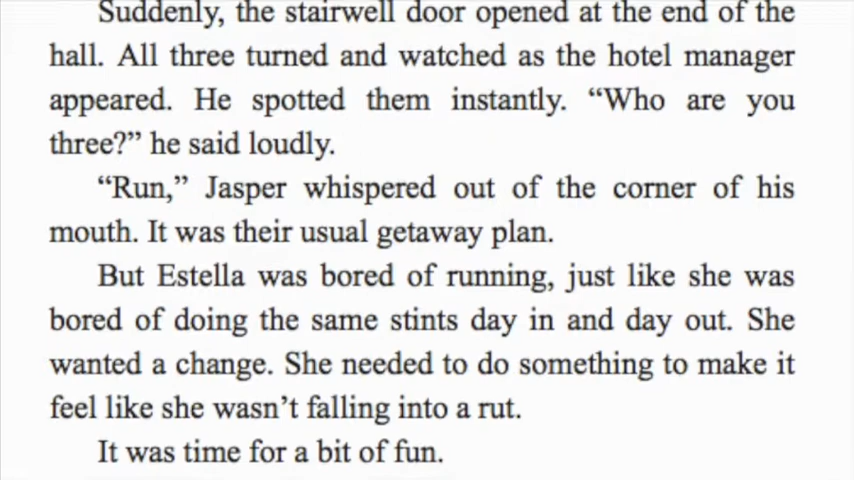 Suddenly, the stairwell door opened at the end of the
hall. All three turned and watched as the hotel manager
appeared. He spotted them instantly. “Who are you
three?” he said loudly.
“Run,” Jasper whispered out of the corner of his
mouth. It was their usual getaway plan.
But Estella was bored of running, just like she was
bored of doing the same stints day in and day out. She
wanted a change. She needed to do something to make it
feel like she wasn’t falling into a rut.
It was time for a bit of fun.